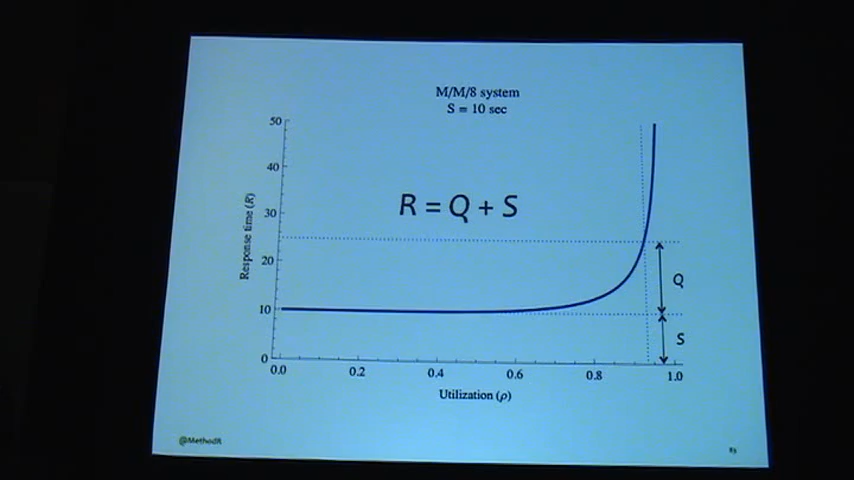 M/M/8 system
S = 10 sec
50
40
30
20
10
0
Response time (R)
R = Q + S
Q
S
0.0 0.2 0.4 0.6 0.8 1.0
Utilization (ρ)
@MethodR